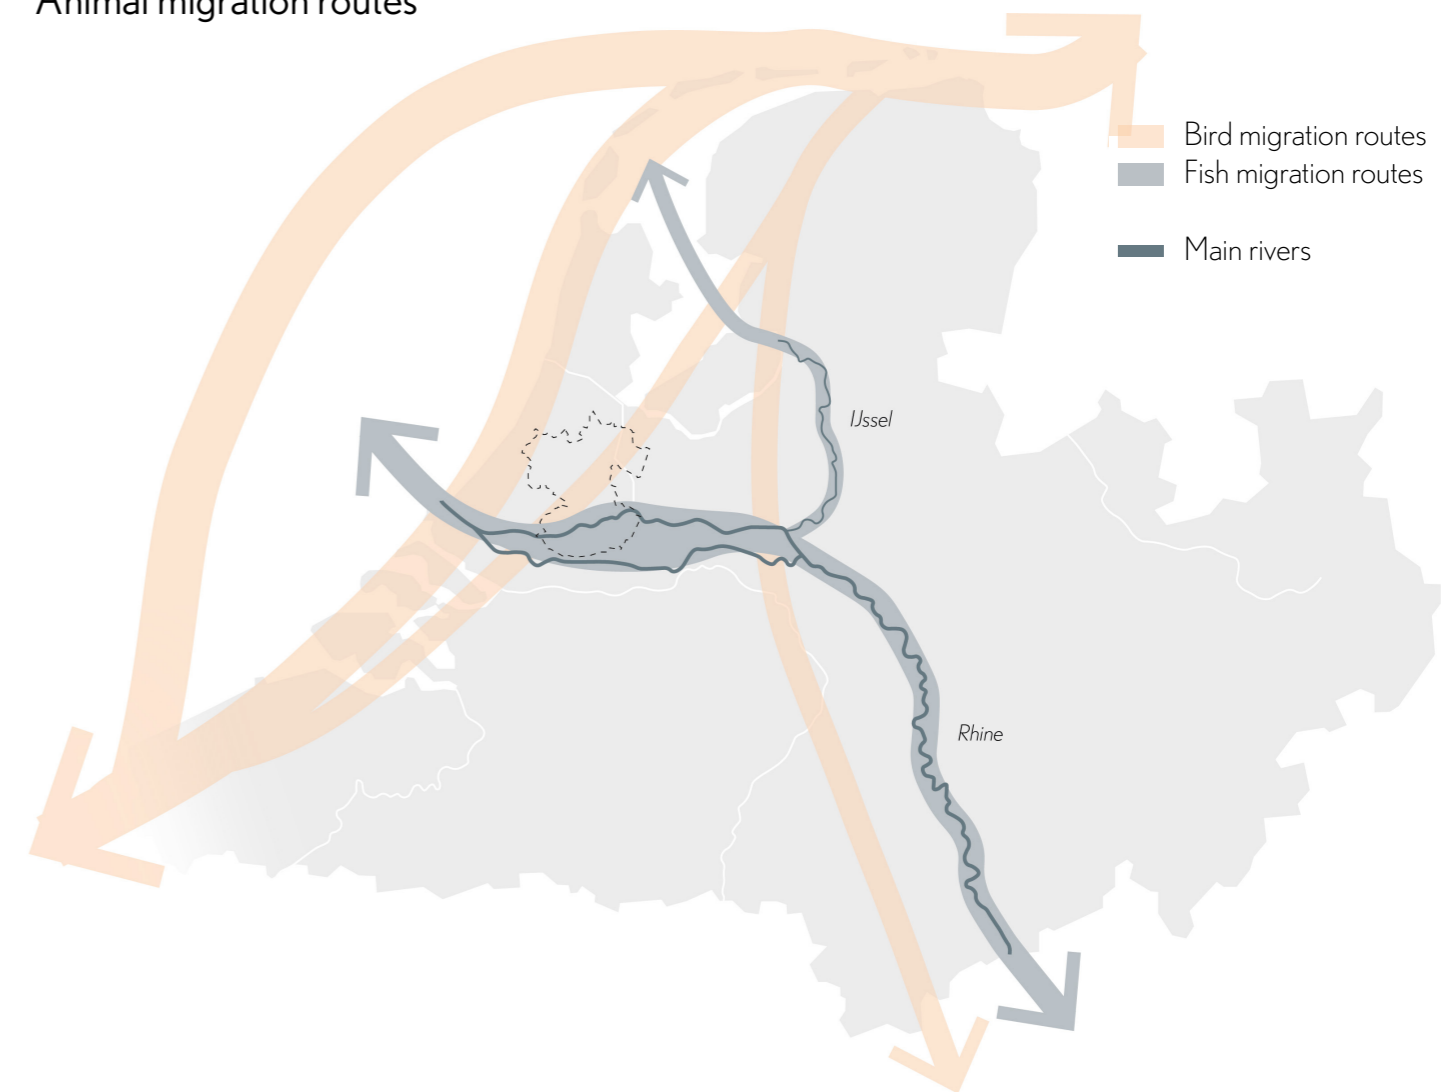 Animal migration routes
Bird migration routes
Fish migration routes
Main rivers
IJssel
Rhine